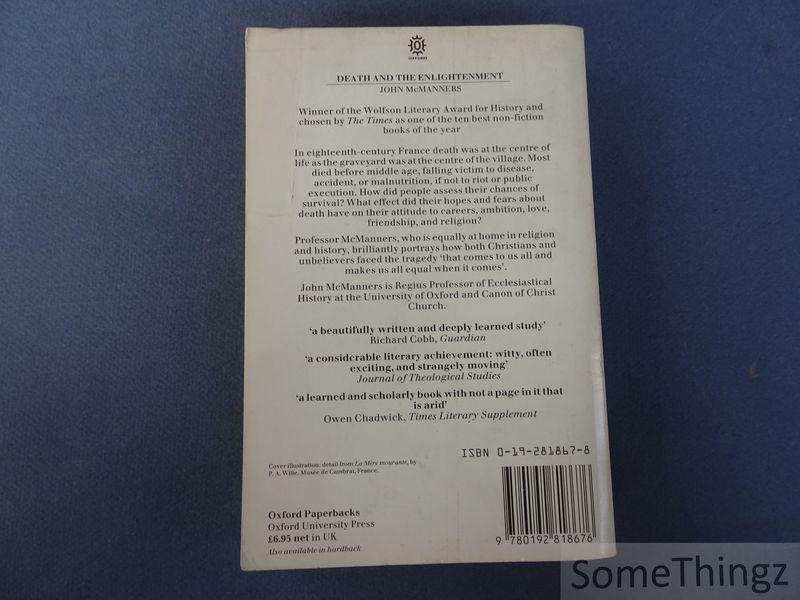 OXFORD
DEATH AND THE ENLIGHTENMENT
JOHN McMANNERS
Winner of the Wolfson Literary Award for History and
chosen by The Times as one of the ten best non-fiction
books of the year
In eighteenth-century France death was at the centre of
life as the graveyard was at the centre of the village. Most
died before middle age, falling victim to disease,
accident, or malnutrition, if not to riot or public
execution. How did people assess their chances of
survival? What effect did their hopes and fears about
death have on their attitude to careers, ambition, love,
friendship, and religion?
Professor McManners, who is equally at home in religion
and history, brilliantly portrays how both Christians and
unbelievers faced the tragedy 'that comes to us all and
makes us all equal when it comes'.
John McManners is Regius Professor of Ecclesiastical
History at the University of Oxford and Canon of Christ
Church.
'a beautifully written and deeply learned study'
Richard Cobb, Guardian
'a considerable literary achievement: witty, often
exciting, and strangely moving'
Journal of Theological Studies
'a learned and scholarly book with not a page in it that
is arid'
Owen Chadwick, Times Literary Supplement
ISBN 0-19-281867-8
Cover illustration: detail from La Mère mourante, by
P. A. Wille. Musée de Cambrai, France.
Oxford Paperbacks
Oxford University Press
£6.95 net in UK
Also available in hardback
9 780192 818676
SomeThingz